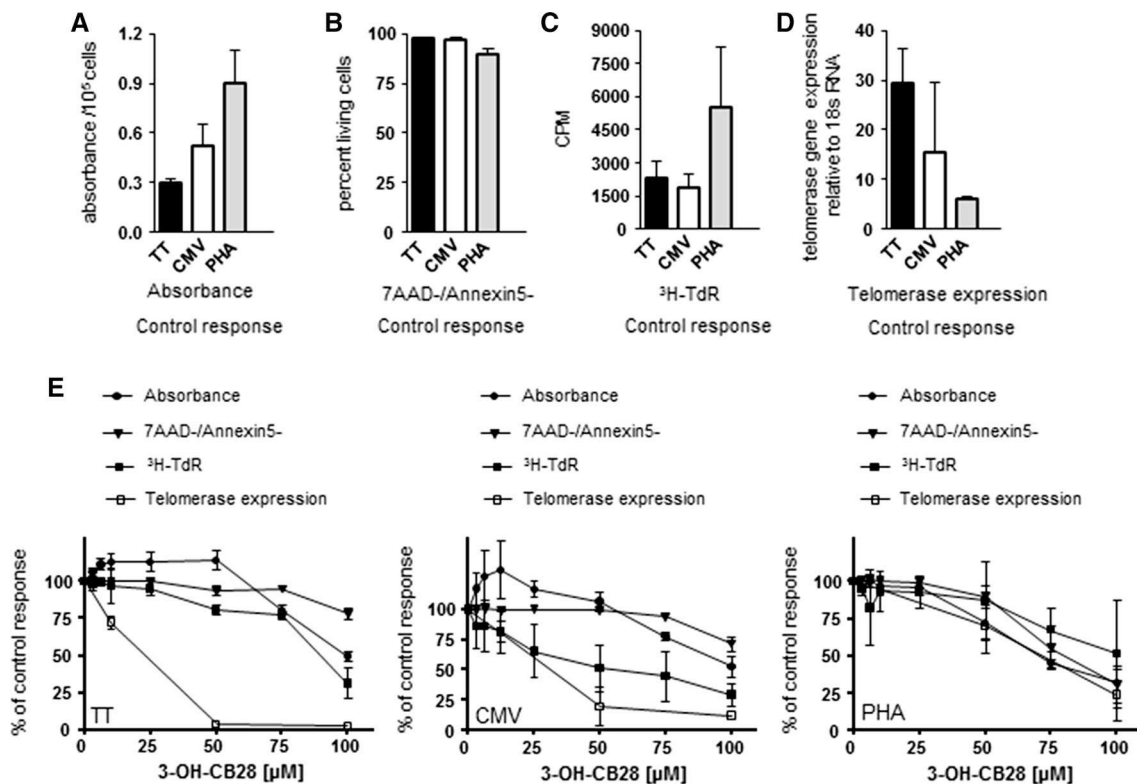 A
absorbance /10⁵cells
1.2
0.9
0.6
0.3
0.0
TT
CMV
PHA
Absorbance
Control response
B
percent living cells
100
75
50
25
0
TT
CMV
PHA
7AAD-/Annexin5-
Control response
C
CPM
9000
7500
6000
4500
3000
1500
0
TT
CMV
PHA
³H-TdR
Control response
D
telomerase gene expression
relative to 18s RNA
40
30
20
10
0
TT
CMV
PHA
Telomerase expression
Control response
E
Absorbance
7AAD-/Annexin5-
³H-TdR
Telomerase expression
% of control response
100
75
50
25
0
TT
0 25 50 75 100
3-OH-CB28 [µM]
Absorbance
7AAD-/Annexin5-
³H-TdR
Telomerase expression
% of control response
100
75
50
25
0
CMV
0 25 50 75 100
3-OH-CB28 [µM]
Absorbance
7AAD-/Annexin5-
³H-TdR
Telomerase expression
% of control response
100
75
50
25
0
PHA
0 25 50 75 100
3-OH-CB28 [µM]